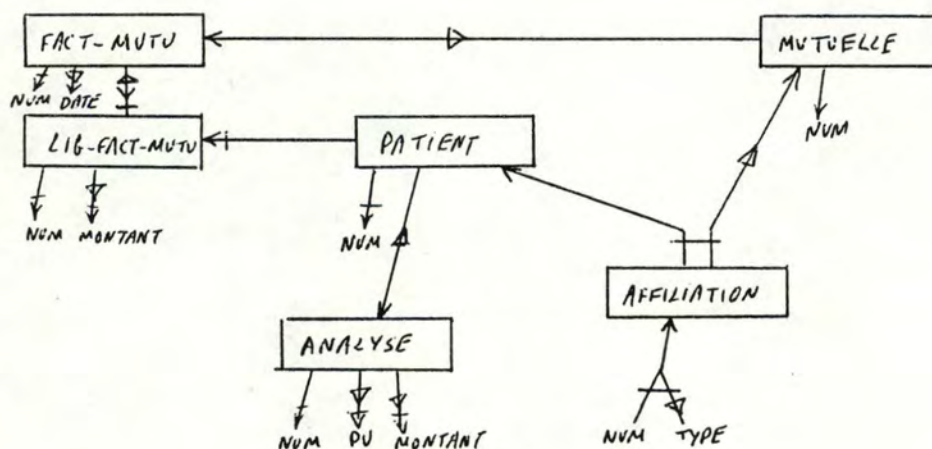 FACT-MUTU
MUTUELLE
NUM DATE
NUM
LIG-FACT-MUTU
PATIENT
NUM MONTANT
NUM
AFFILIATION
ANALYSE
NUM PU MONTANT
NUM TYPE